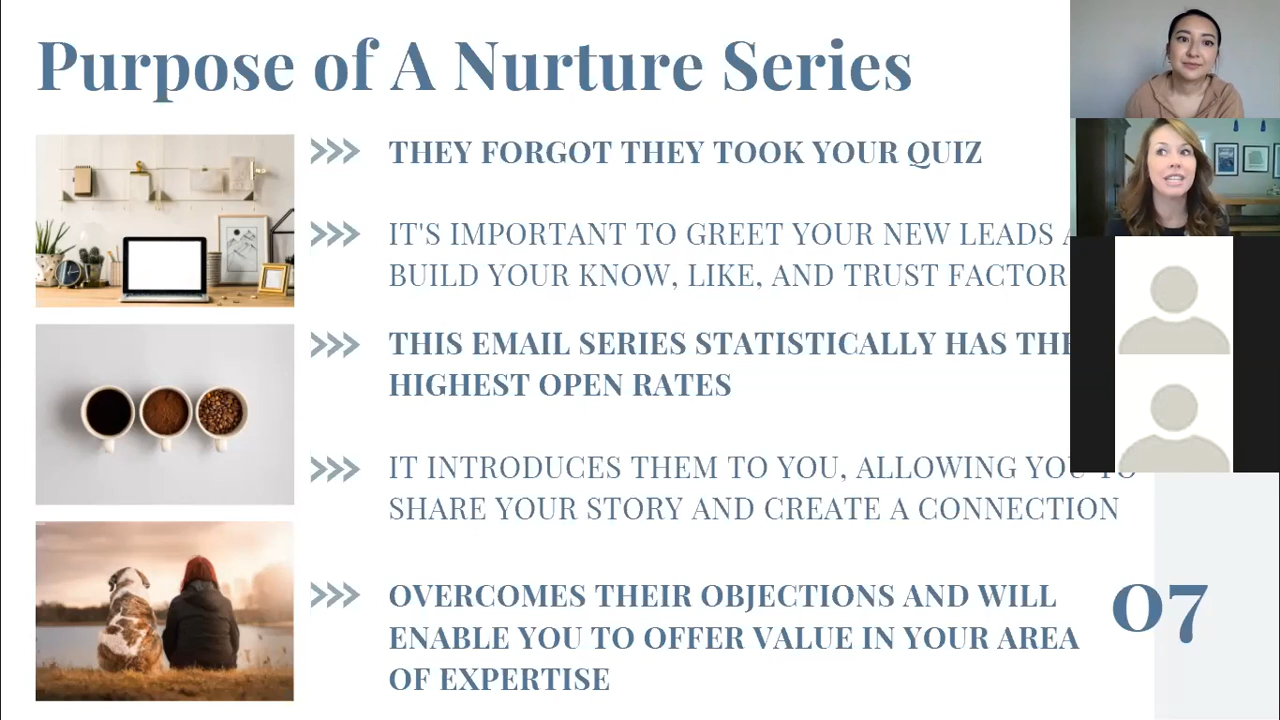 Purpose of A Nurture Series
THEY FORGOT THEY TOOK YOUR QUIZ
IT'S IMPORTANT TO GREET YOUR NEW LEADS
BUILD YOUR KNOW, LIKE, AND TRUST FACTOR
THIS EMAIL SERIES STATISTICALLY HAS THE
HIGHEST OPEN RATES
IT INTRODUCES THEM TO YOU, ALLOWING YOU TO
SHARE YOUR STORY AND CREATE A CONNECTION
OVERCOMES THEIR OBJECTIONS AND WILL
ENABLE YOU TO OFFER VALUE IN YOUR AREA
OF EXPERTISE
07